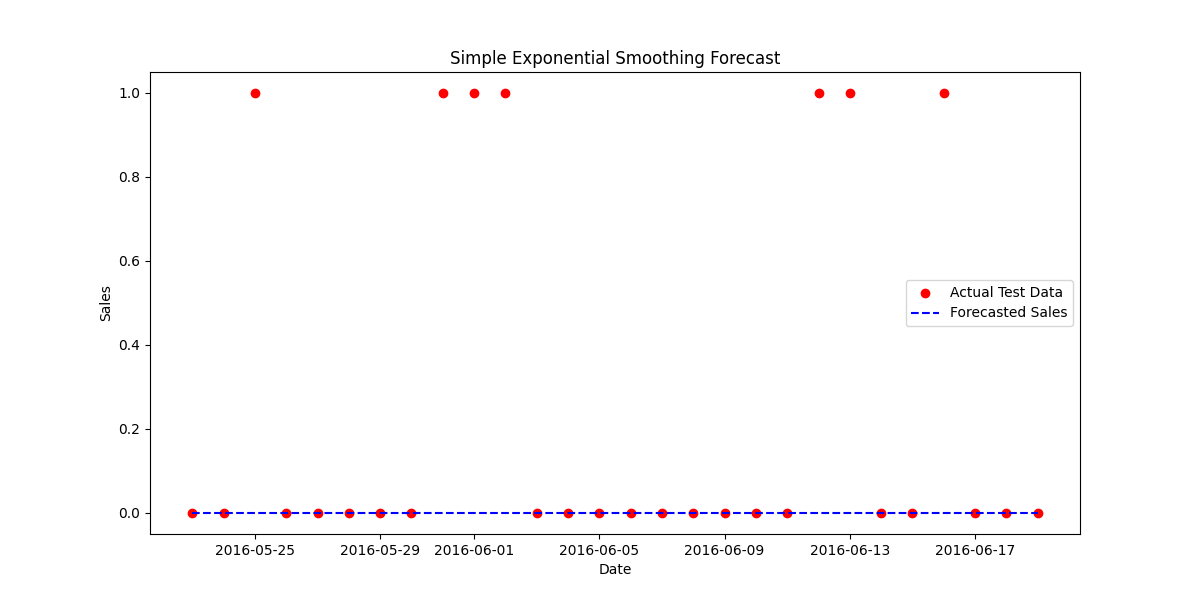 Simple Exponential Smoothing Forecast
1.0
0.8
0.6
0.4
0.2
0.0
Sales
Actual Test Data
Forecasted Sales
2016-05-25 2016-05-29 2016-06-01 2016-06-05 2016-06-09 2016-06-13 2016-06-17
Date